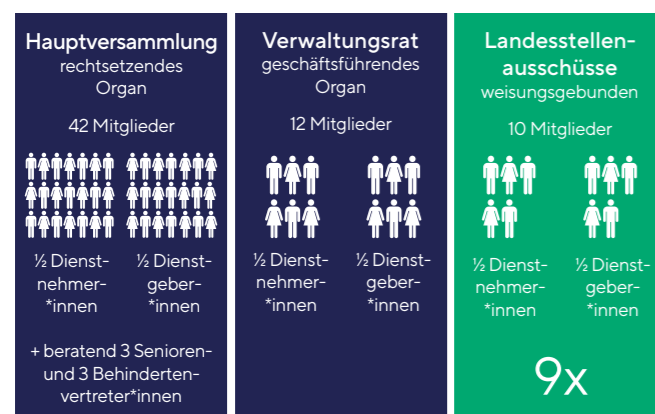 Hauptversammlung
rechtsetzendes
Organ
42 Mitglieder
½ Dienst-
nehmer-
*innen
½ Dienst-
geber-
*innen
+ beratend 3 Senioren-
und 3 Behinderten-
vertreter*innen
Verwaltungsrat
geschäftsführendes
Organ
12 Mitglieder
½ Dienst-
nehmer-
*innen
½ Dienst-
geber-
*innen
Landesstellen-
ausschüsse
weisungsgebunden
10 Mitglieder
½ Dienst-
nehmer-
*innen
½ Dienst-
geber-
*innen
9x